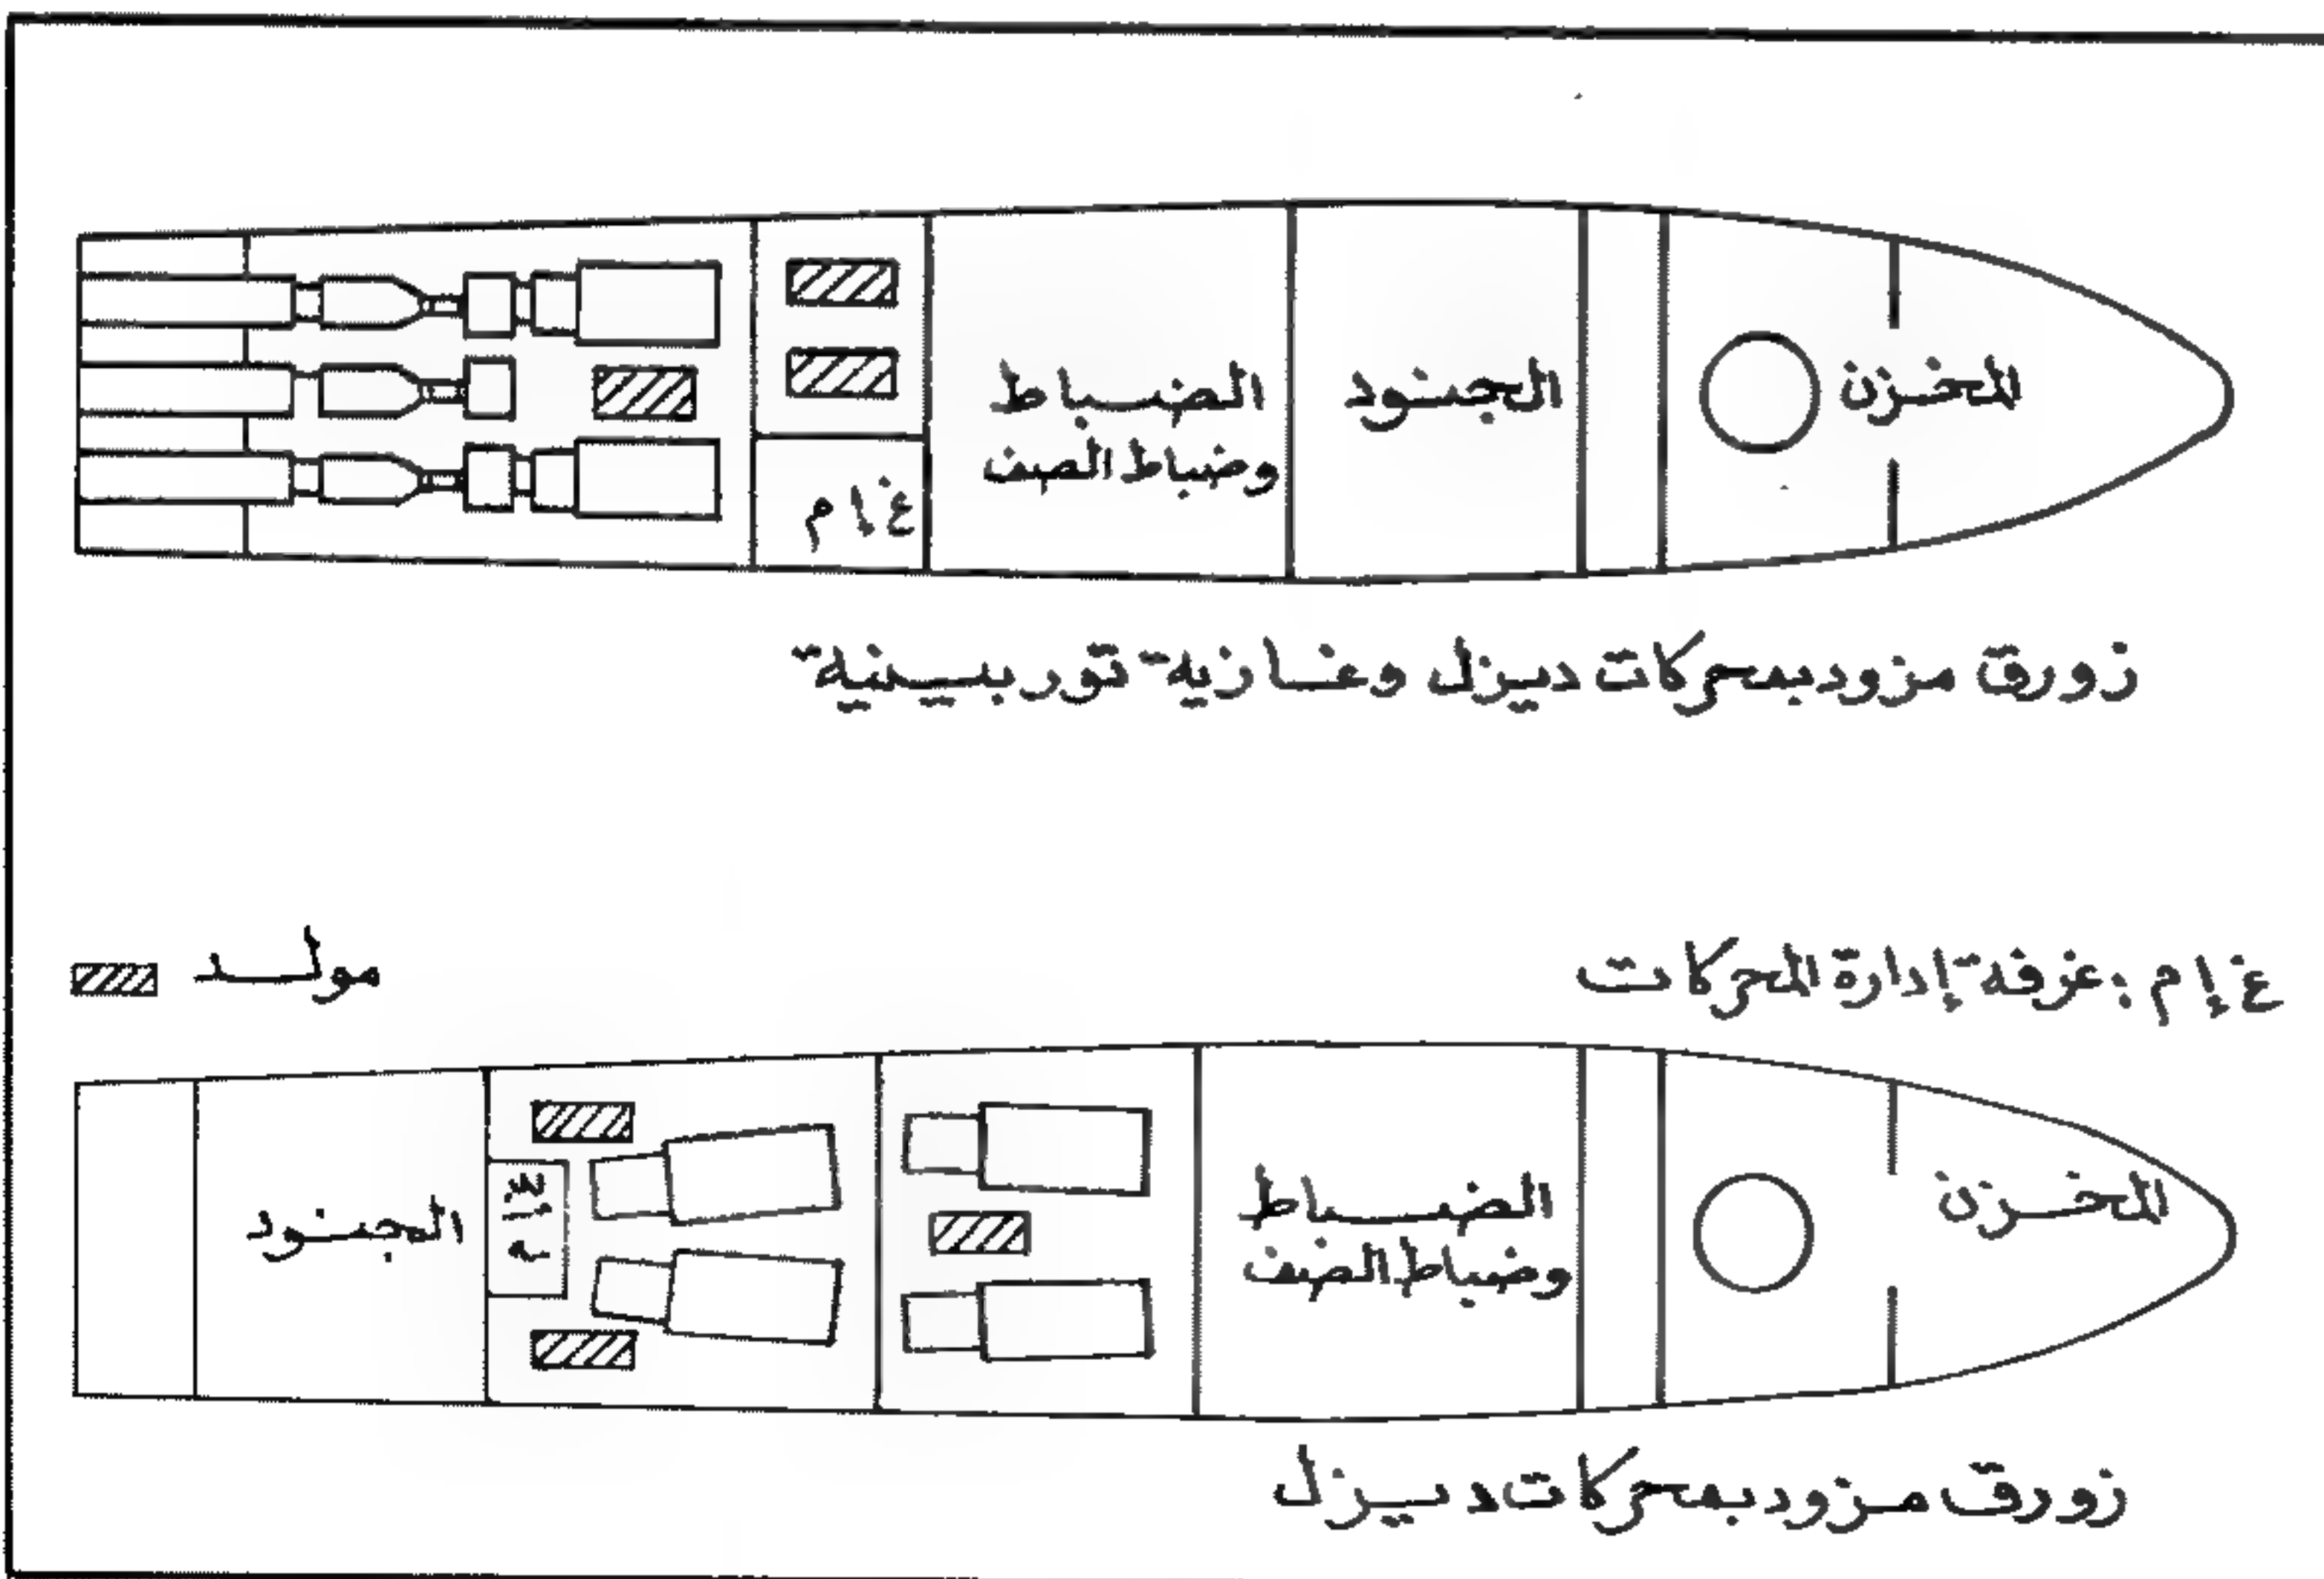 المخزن
الجنود
الضباط
وضباط الصف
غ ا م
زورق مزود بمحركات ديزل وغازية توربينية
غ إ م : غرفة إدارة المحركات
مولد
المخزن
الضباط
وضباط الصف
غ إ م
الجنود
زورق مزود بمحركات ديزل